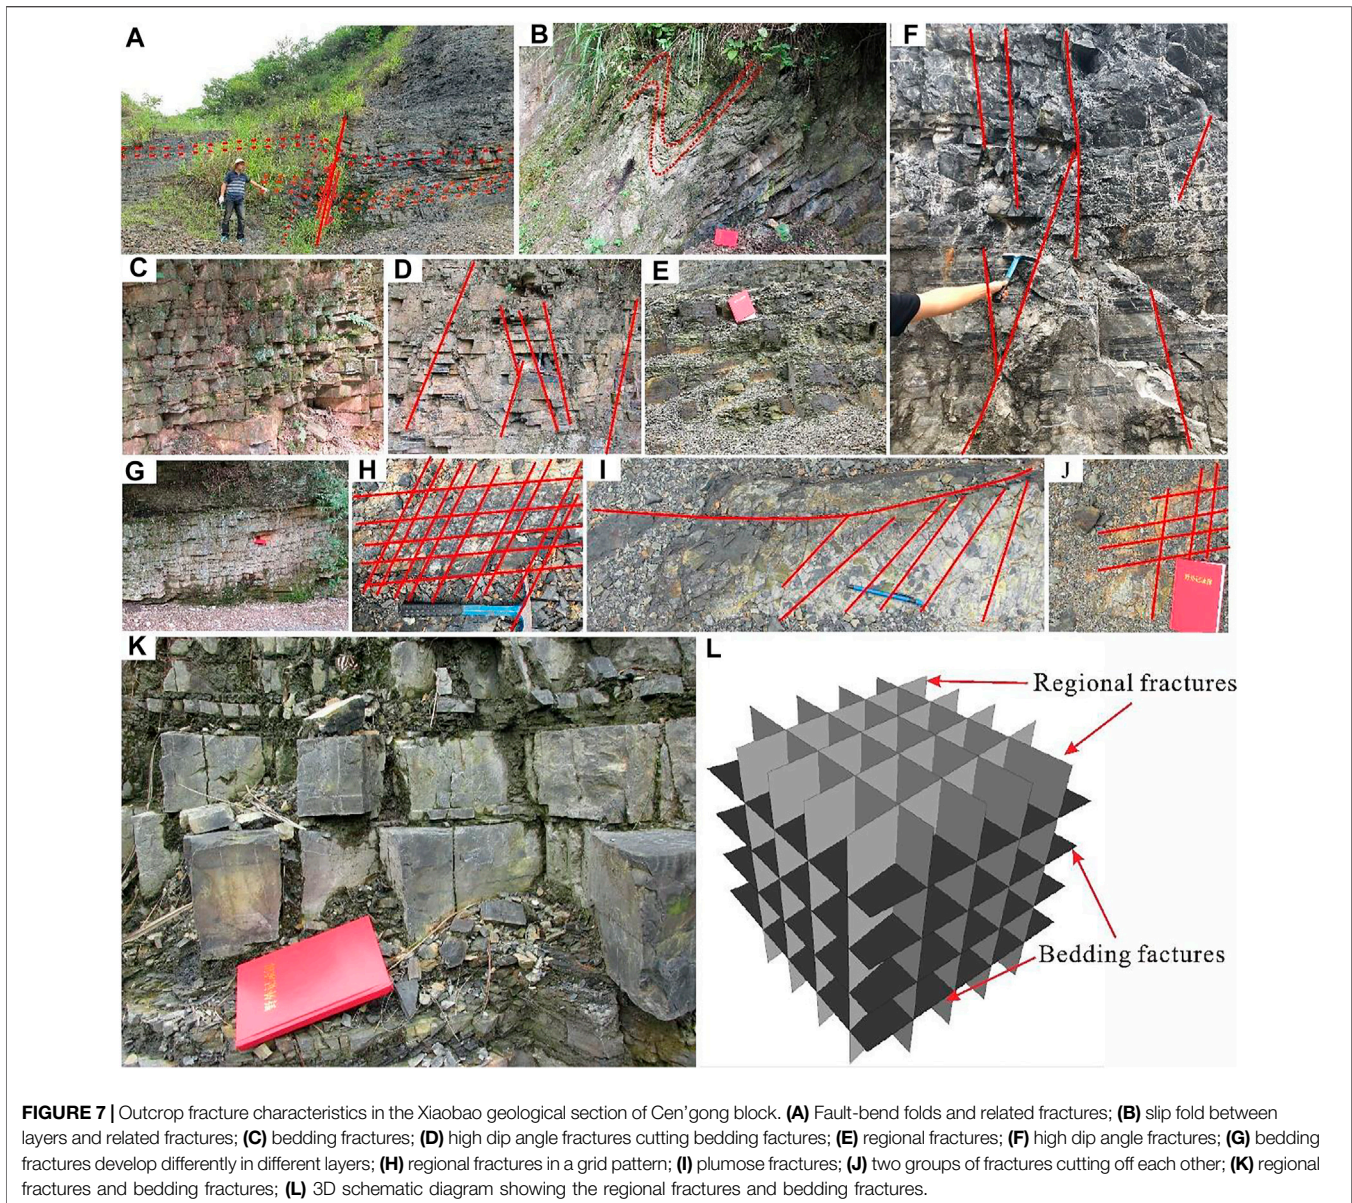 A
B
F
C
D
E
G
H
I
J
K
L
Regional fractures
Bedding factures
FIGURE 7 | Outcrop fracture characteristics in the Xiaobao geological section of Cen'gong block. (A) Fault-bend folds and related fractures; (B) slip fold between
layers and related fractures; (C) bedding fractures; (D) high dip angle fractures cutting bedding factures; (E) regional fractures; (F) high dip angle fractures; (G) bedding
fractures develop differently in different layers; (H) regional fractures in a grid pattern; (I) plumose fractures; (J) two groups of fractures cutting off each other; (K) regional
fractures and bedding fractures; (L) 3D schematic diagram showing the regional fractures and bedding fractures.